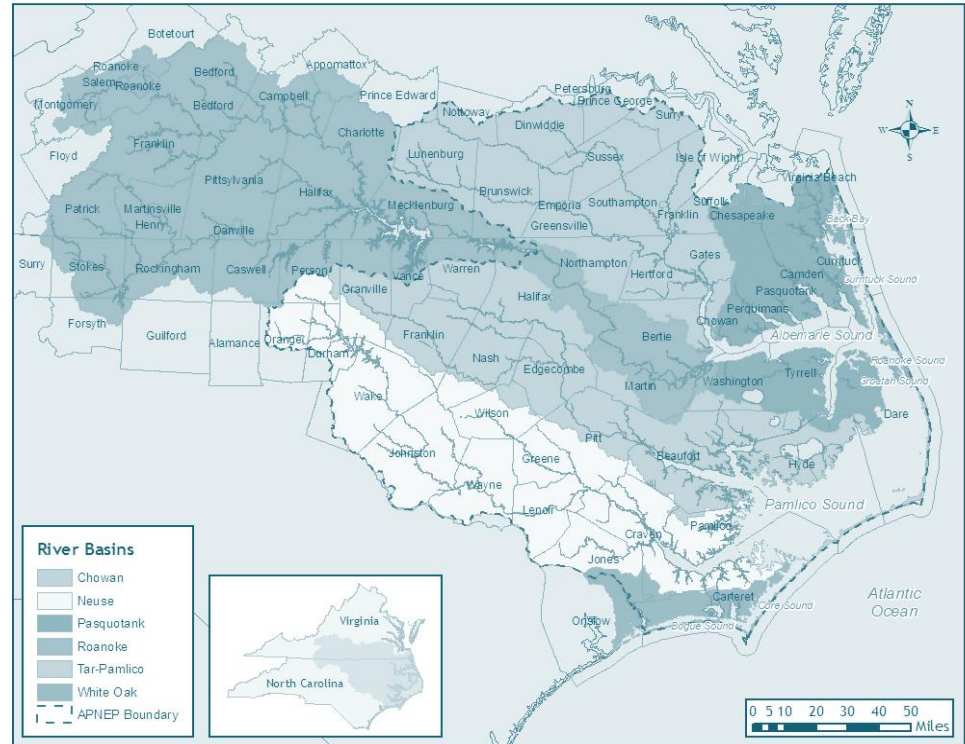 Botetourt
Roanoke
Bedford
Appomattox
Salem
Roanoke
Montgomery
Bedford
Campbell
Prince Edward
Petersburg
Prince George
Nottoway
Dinwiddie
Surry
Charlotte
Floyd
Franklin
Lunenburg
Sussex
Isle of Wight
N
W
E
S
Pittsylvania
Halifax
Brunswick
Southampton
Suffolk
Virginia Beach
Patrick
Martinsville
Henry
Mecklenburg
Emporia
Greensville
Franklin
Chesapeake
Back Bay
Danville
Surry
Stokes
Rockingham
Caswell
Person
Vance
Warren
Northampton
Hertford
Gates
Currituck
Camden
Currituck Sound
Pasquotank
Granville
Halifax
Perquimans
Chowan
Forsyth
Guilford
Alamance
Orange
Durham
Franklin
Nash
Edgecombe
Bertie
Albemarle Sound
Martin
Washington
Tyrrell
Roanoke Sound
Croatan Sound
Dare
Wake
Wilson
Pitt
Beaufort
Hyde
Johnston
Greene
Wayne
Lenoir
Pamlico
Pamlico Sound
Craven
Jones
Carteret
Core Sound
Onslow
Bogue Sound
Atlantic
Ocean
River Basins
Chowan
Neuse
Pasquotank
Roanoke
Tar-Pamlico
White Oak
APNEP Boundary
Virginia
North Carolina
0 5 10 20 30 40 50
Miles